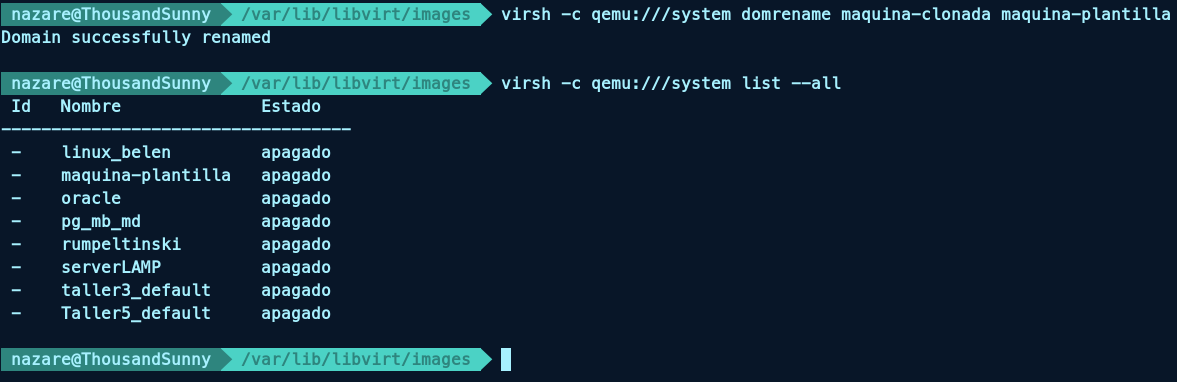 nazare@ThousandSunny /var/lib/libvirt/images virsh -c qemu:///system domrename maquina-clonada maquina-plantilla
Domain successfully renamed
nazare@ThousandSunny /var/lib/libvirt/images virsh -c qemu:///system list --all
Id Nombre Estado
-----------------------------------
- linux_belen apagado
- maquina-plantilla apagado
- oracle apagado
- pg_mb_md apagado
- rumpeltinski apagado
- serverLAMP apagado
- taller3_default apagado
- Taller5_default apagado
nazare@ThousandSunny /var/lib/libvirt/images